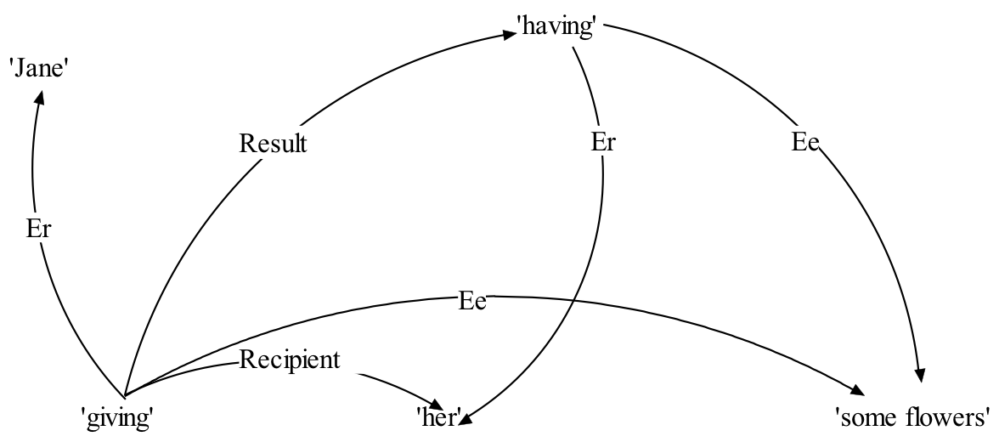 'having'
'Jane'
Result
Er
Ee
Er
Ee
Recipient
'giving'
'her'
'some flowers'